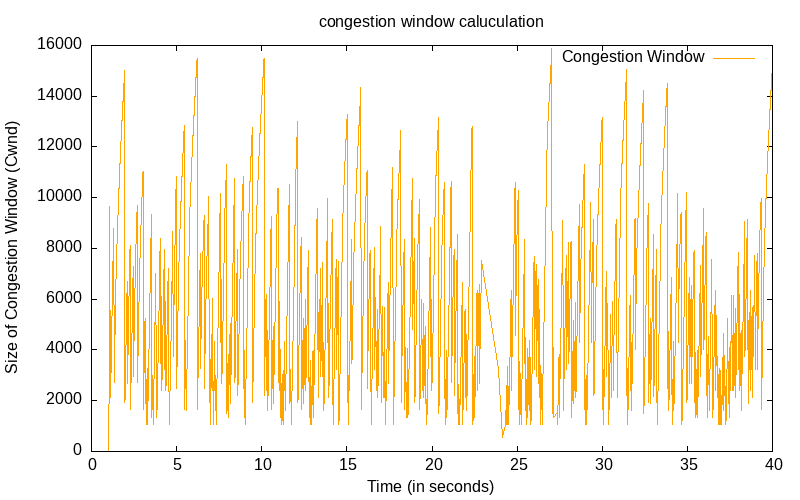 congestion window caluculation
Congestion Window
Size of Congestion Window (Cwnd)
16000
14000
12000
10000
8000
6000
4000
2000
0
0 5 10 15 20 25 30 35 40
Time (in seconds)